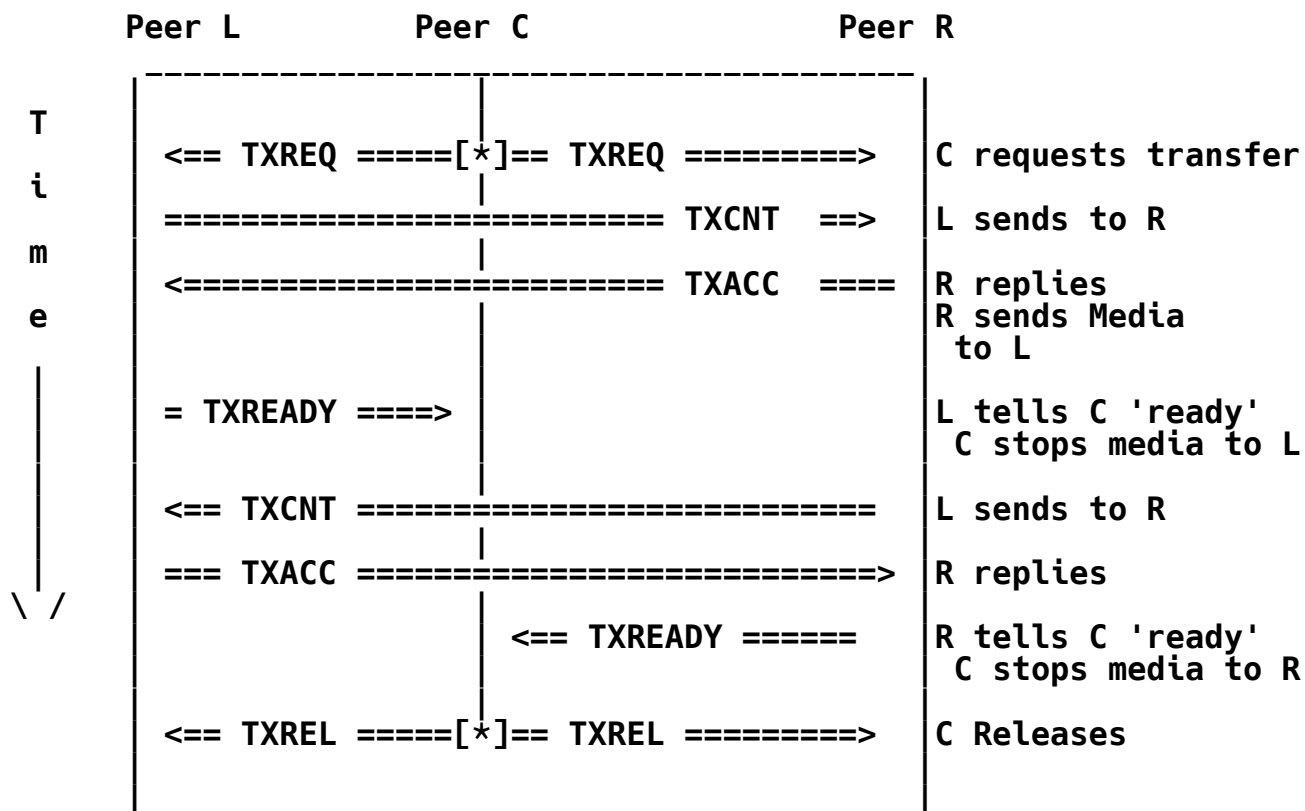 Peer L Peer C Peer R
T
<== TXREQ =====[*]== TXREQ =========> C requests transfer
i
========================== TXCNT ==> L sends to R
m
<========================= TXACC ==== R replies
e R sends Media
to L
= TXREADY ====> L tells C 'ready'
C stops media to L
<== TXCNT =========================== L sends to R
=== TXACC ===========================> R replies
\ /
<== TXREADY ====== R tells C 'ready'
C stops media to R
<== TXREL =====[*]== TXREL =========> C Releases